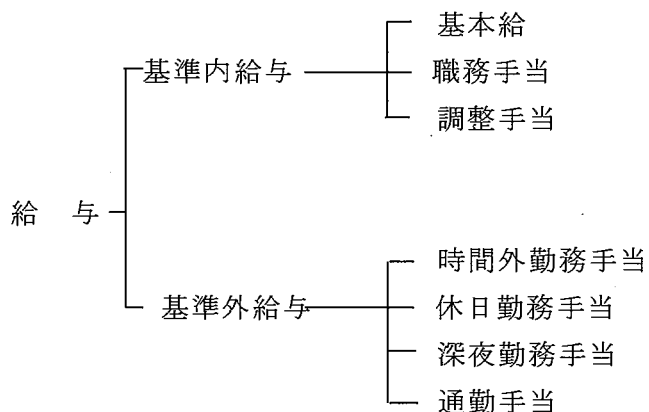 給 与
基準内給与
基本給
職務手当
調整手当
基準外給与
時間外勤務手当
休日勤務手当
深夜勤務手当
通勤手当